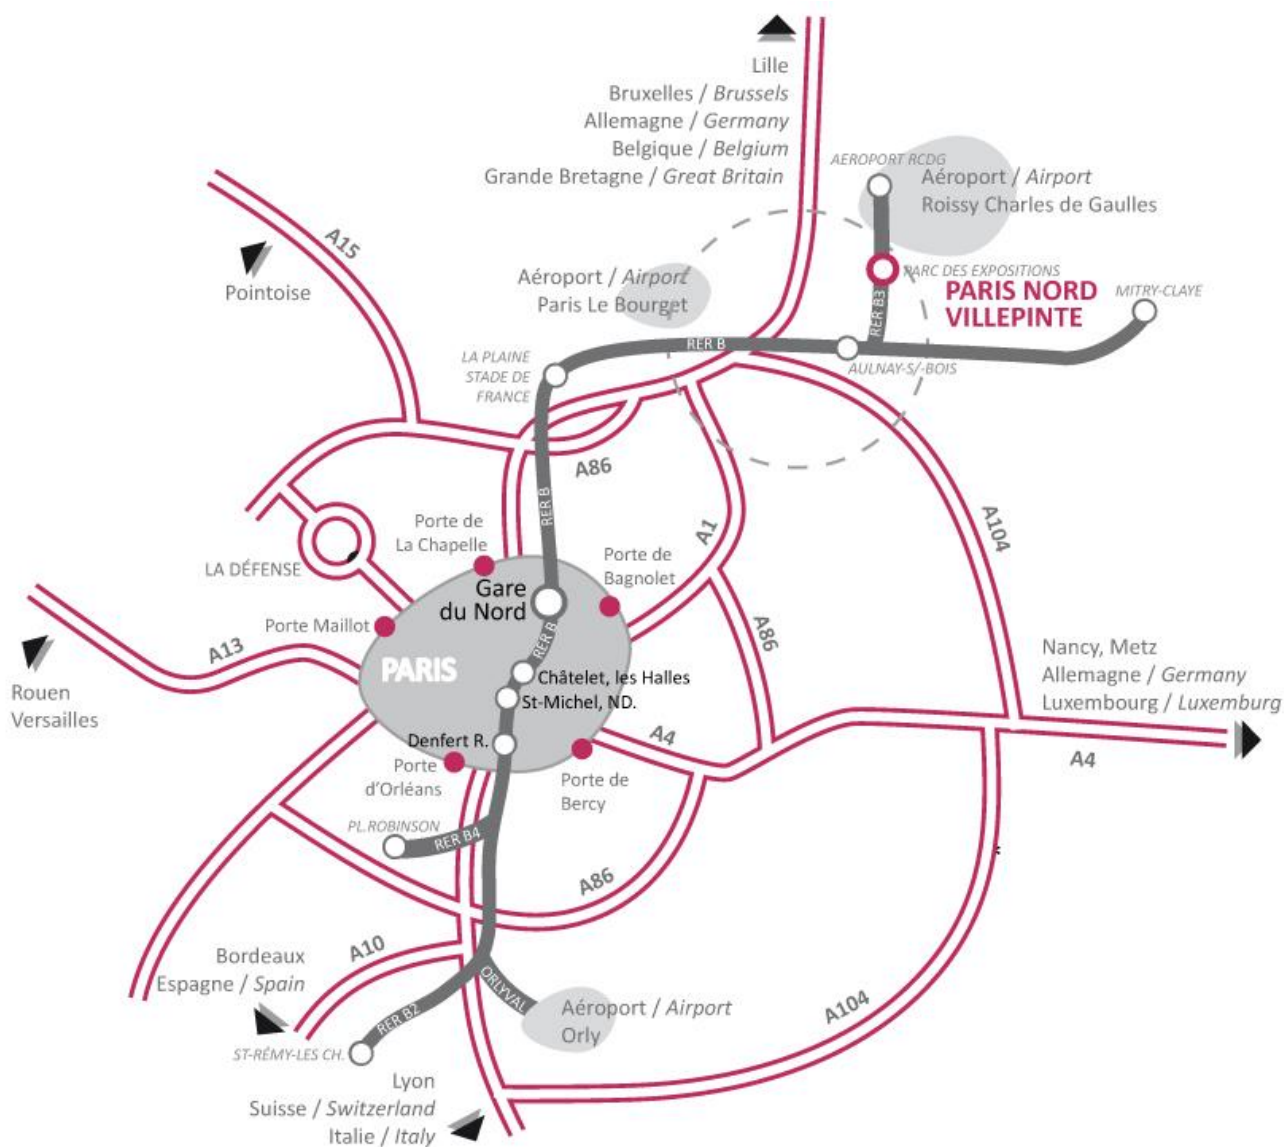 Lille
Bruxelles / Brussels
Allemagne / Germany
Belgique / Belgium
Grande Bretagne / Great Britain
AEROPORT RCDG
Aéroport / Airport
Roissy Charles de Gaulles
A15
Pointoise
Aéroport / Airport
Paris Le Bourget
PARC DES EXPOSITIONS
PARIS NORD
VILLEPINTE
MITRY-CLAYE
RER B3
RER B
AULNAY-S/-BOIS
LA PLAINE
STADE DE
FRANCE
A86
RER B
Porte de
La Chapelle
A1
A104
LA DÉFENSE
Porte de
Bagnolet
Gare
du Nord
Porte Maillot
RER B
A86
A13
Rouen
Versailles
PARIS
Châtelet, les Halles
St-Michel, ND.
Nancy, Metz
Allemagne / Germany
Luxembourg / Luxemburg
A4
Denfert R.
A4
Porte
d'Orléans
Porte de
Bercy
PL.ROBINSON
RER B4
A86
A10
Bordeaux
Espagne / Spain
ORLYVAL
Aéroport / Airport
Orly
RER B2
A104
ST-RÉMY-LES CH.
Lyon
Suisse / Switzerland
Italie / Italy